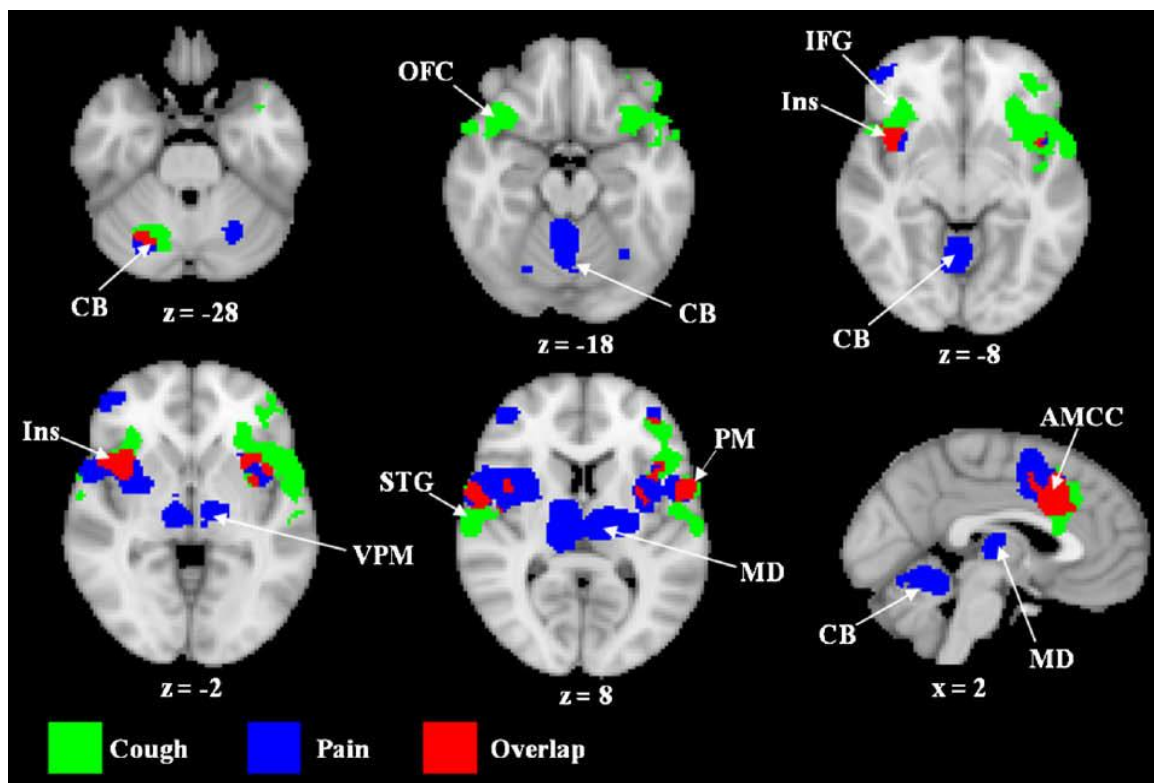 OFC
CB
z = -28
CB
z = -18
IFG
Ins
CB
z = -8
Ins
VPM
z = -2
STG
PM
MD
z = 8
AMCC
CB
MD
x = 2
Cough
Pain
Overlap